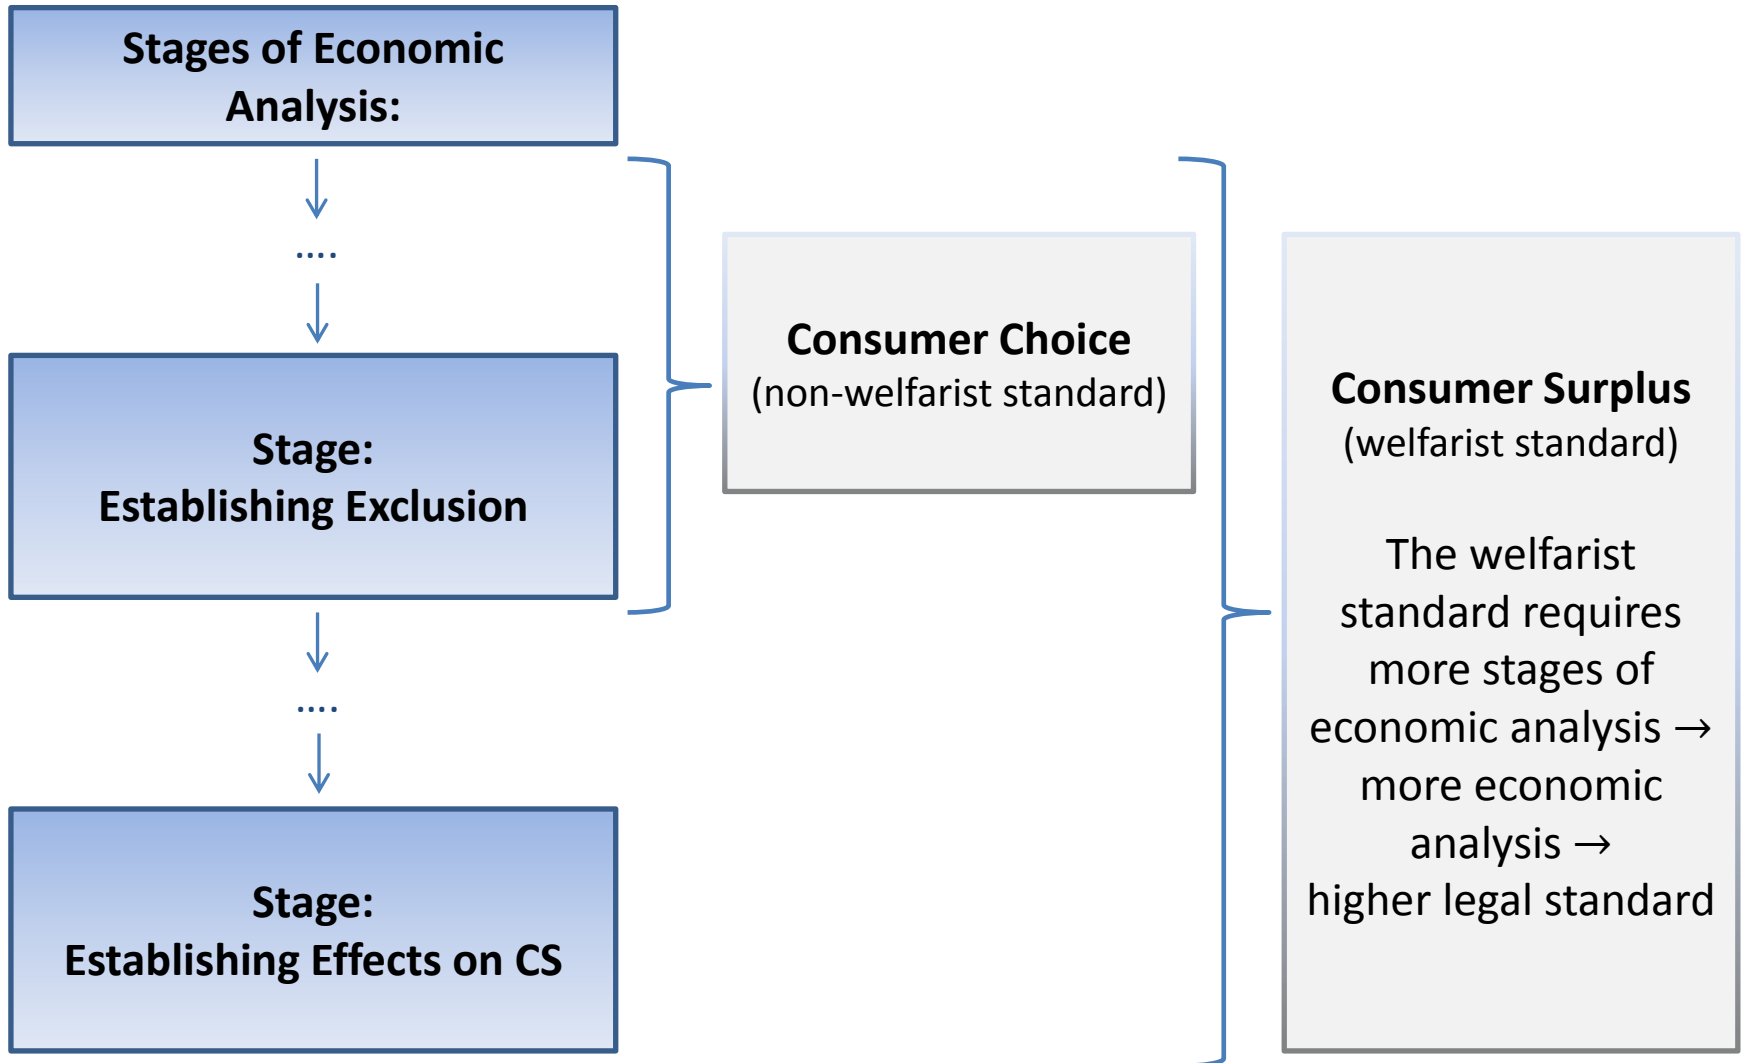 Stages of Economic
Analysis:
....
Stage:
Establishing Exclusion
....
Stage:
Establishing Effects on CS
Consumer Choice
(non-welfarist standard)
Consumer Surplus
(welfarist standard)
The welfarist
standard requires
more stages of
economic analysis →
more economic
analysis →
higher legal standard